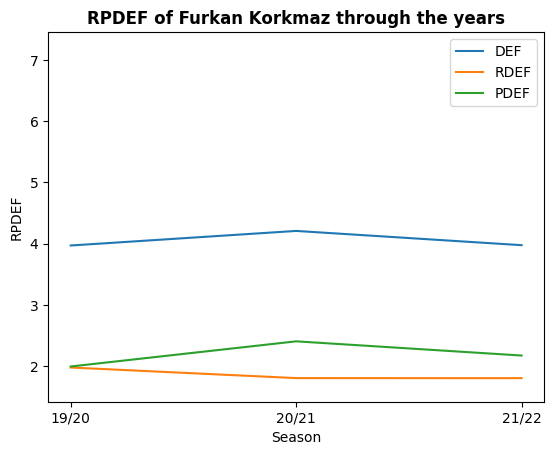 RPDEF of Furkan Korkmaz through the years
DEF
RDEF
PDEF
7
6
5
4
3
2
RPDEF
19/20
20/21
21/22
Season